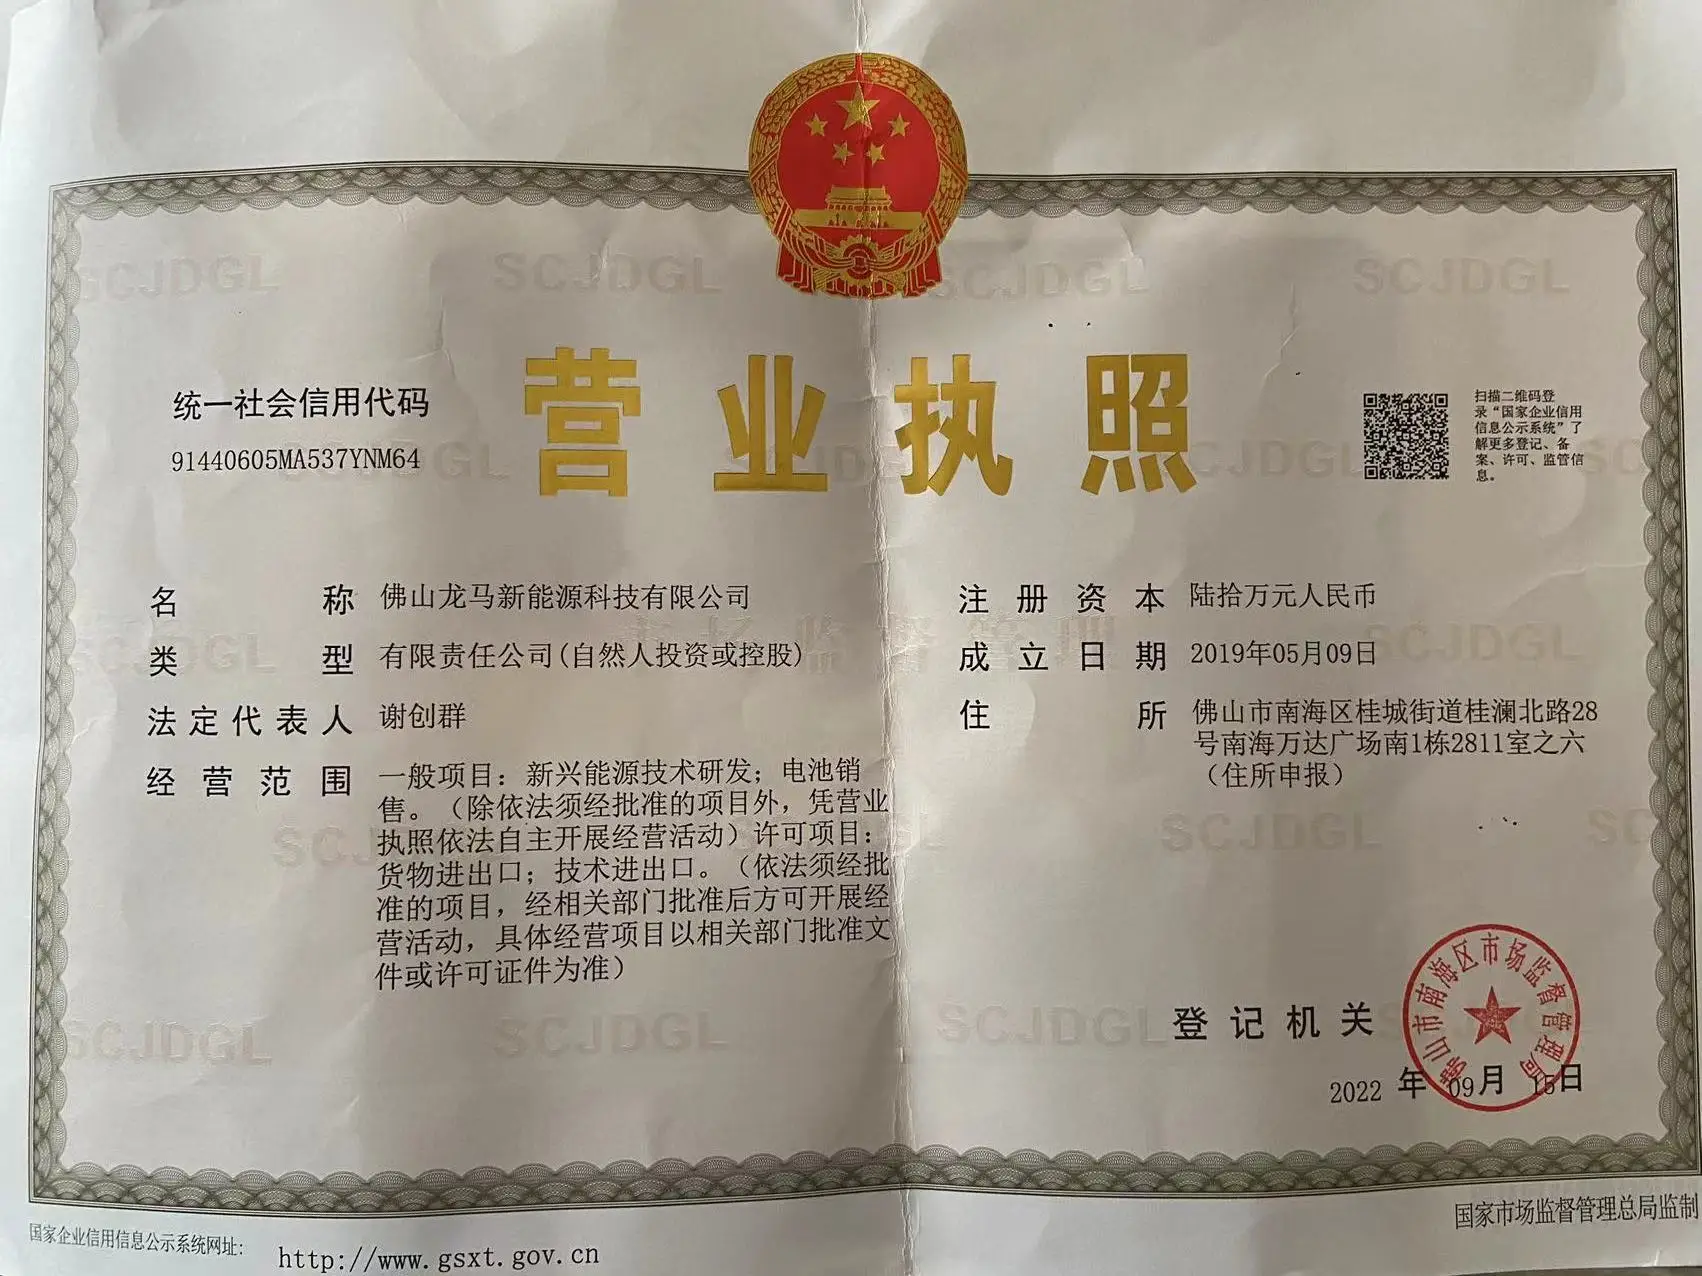 营业执照
统一社会信用代码
91440605MA537YNM64
扫描二维码登
录“国家企业信用
信息公示系统”了
解更多登记、备
案、许可、监管信
息。
名 称 佛山龙马新能源科技有限公司
类 型 有限责任公司(自然人投资或控股)
法定代表人 谢创群
经营范围 一般项目：新兴能源技术研发；电池销
售。（除依法须经批准的项目外，凭营业
执照依法自主开展经营活动）许可项目：
货物进出口；技术进出口。（依法须经批
准的项目，经相关部门批准后方可开展经
营活动，具体经营项目以相关部门批准文
件或许可证件为准）
注册资本 陆拾万元人民币
成立日期 2019年05月09日
住 所 佛山市南海区桂城街道桂澜北路28
号南海万达广场南1栋2811室之六
（住所申报）
登记机关
佛山市南海区市场监督管理局
2022 年 09月 15日
国家企业信用信息公示系统网址:
http://www.gsxt.gov.cn
国家市场监督管理总局监制
SCJDGL
市场监督管理